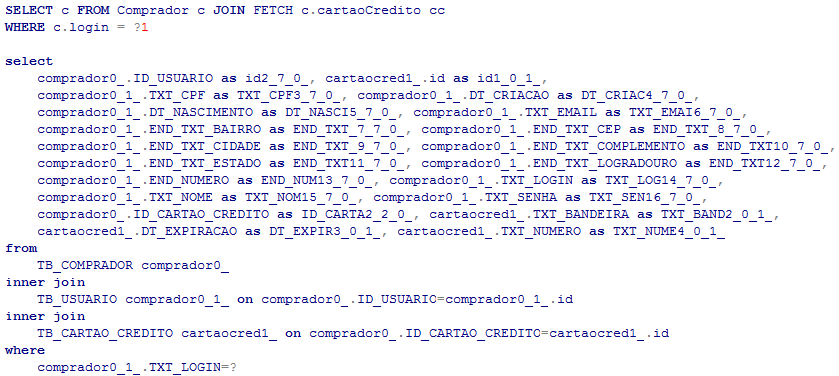 SELECT c FROM Comprador c JOIN FETCH c.cartaoCredito cc
WHERE c.login = ?1
select
comprador0_.ID_USUARIO as id2_7_0_, cartaocred1_.id as id1_0_1_,
comprador0_1_.TXT_CPF as TXT_CPF3_7_0_, comprador0_1_.DT_CRIACAO as DT_CRIAC4_7_0_,
comprador0_1_.DT_NASCIMENTO as DT_NASCI5_7_0_, comprador0_1_.TXT_EMAIL as TXT_EMAI6_7_0_,
comprador0_1_.END_TXT_BAIRRO as END_TXT_7_7_0_, comprador0_1_.END_TXT_CEP as END_TXT_8_7_0_,
comprador0_1_.END_TXT_CIDADE as END_TXT_9_7_0_, comprador0_1_.END_TXT_COMPLEMENTO as END_TXT10_7_0_,
comprador0_1_.END_TXT_ESTADO as END_TXT11_7_0_, comprador0_1_.END_TXT_LOGRADOURO as END_TXT12_7_0_,
comprador0_1_.END_NUMERO as END_NUM13_7_0_, comprador0_1_.TXT_LOGIN as TXT_LOG14_7_0_,
comprador0_1_.TXT_NOME as TXT_NOM15_7_0_, comprador0_1_.TXT_SENHA as TXT_SEN16_7_0_,
comprador0_.ID_CARTAO_CREDITO as ID_CARTA2_2_0_, cartaocred1_.TXT_BANDEIRA as TXT_BAND2_0_1_,
cartaocred1_.DT_EXPIRACAO as DT_EXPIR3_0_1_, cartaocred1_.TXT_NUMERO as TXT_NUME4_0_1_
from
TB_COMPRADOR comprador0_
inner join
TB_USUARIO comprador0_1_ on comprador0_.ID_USUARIO=comprador0_1_.id
inner join
TB_CARTAO_CREDITO cartaocred1_ on comprador0_.ID_CARTAO_CREDITO=cartaocred1_.id
where
comprador0_1_.TXT_LOGIN=?